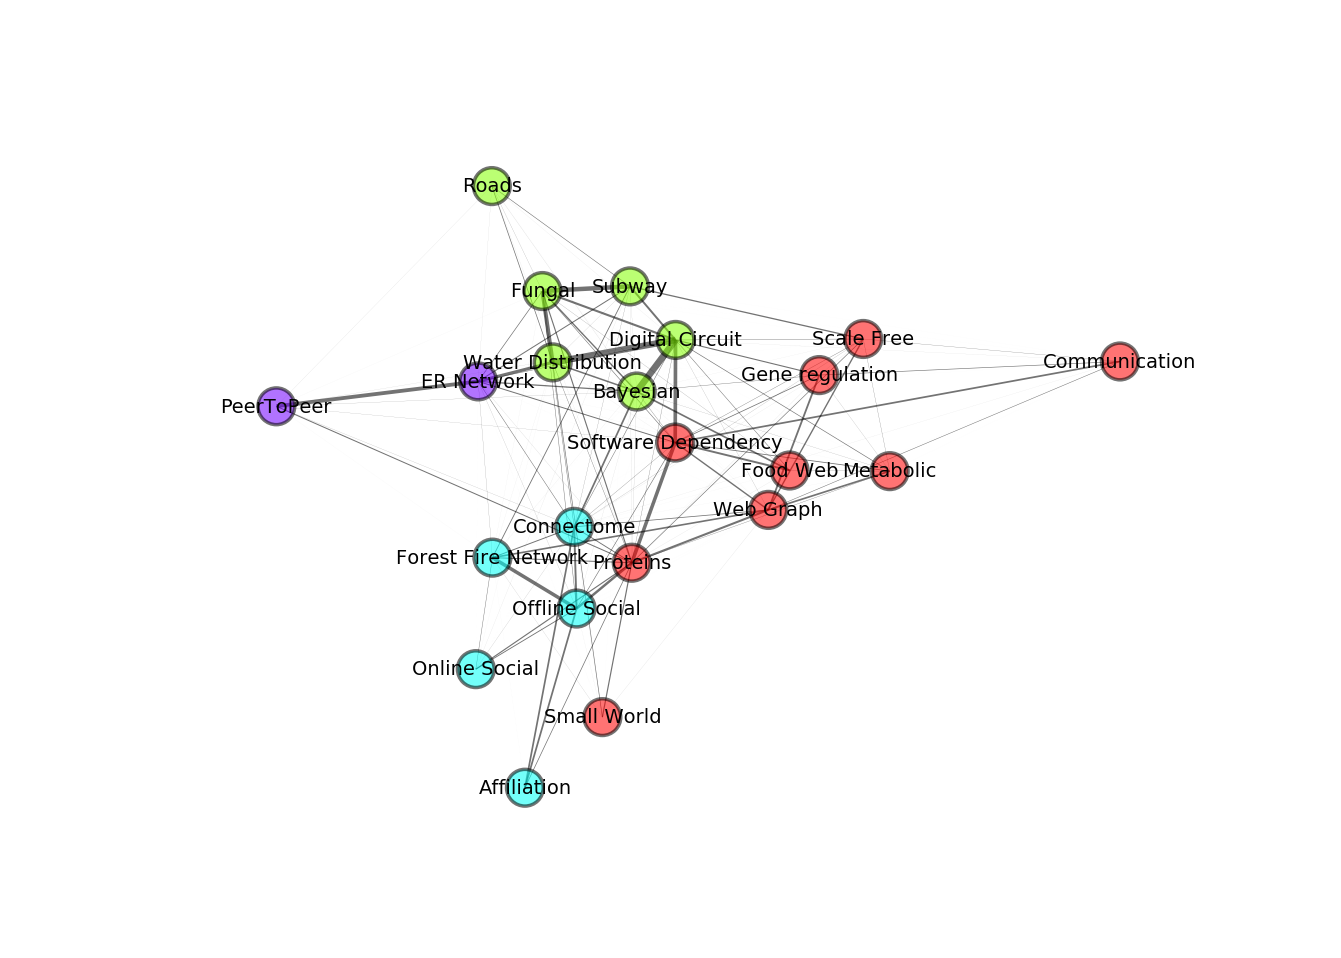 Roads
Fungal
Subway
Digital Circuit
Scale Free
Water Distribution
Communication
Gene regulation
ER Network
Bayesian
PeerToPeer
Software Dependency
Food Web
Metabolic
Web Graph
Connectome
Forest Fire Network
Proteins
Offline Social
Online Social
Small World
Affiliation